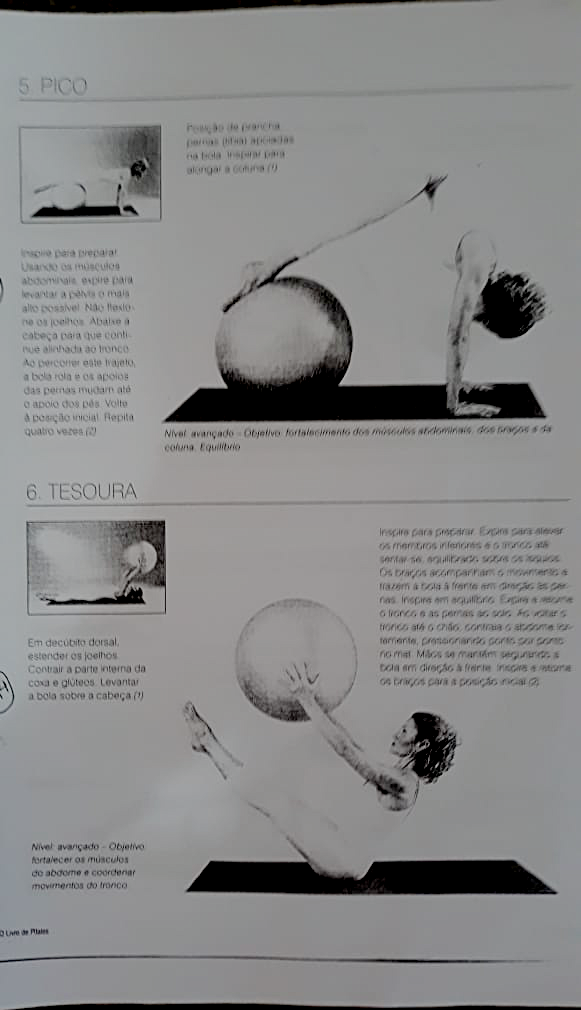 5. PICO
Posição de prancha,
pernas (tíbia) apoiadas
na bola. Inspirar para
alongar a coluna.(1)
Inspire para preparar.
Usando os músculos
abdominais, expire para
levantar a pélvis o mais
alto possível. Não flexio-
ne os joelhos. Abaixe a
cabeça para que conti-
nue alinhada ao tronco.
Ao percorrer este trajeto,
a bola rola e os apoios
das pernas mudam até
o apoio dos pés. Volte
à posição inicial. Repita
quatro vezes.(2)
Nível: avançado – Objetivo: fortalecimento dos músculos abdominais, dos braços e da
coluna. Equilíbrio.
6. TESOURA
Em decúbito dorsal,
estender os joelhos.
Contrair a parte interna da
coxa e glúteos. Levantar
a bola sobre a cabeça.(1)
Inspire para preparar. Expire para elevar
os membros inferiores e o tronco até
sentar-se, equilibrado sobre os ísquios.
Os braços acompanham o movimento e
trazem a bola à frente em direção às per-
nas. Inspire em equilíbrio. Expire e retorne
o tronco e as pernas ao solo. Ao voltar o
tronco até o chão, contraia o abdome for-
temente, pressionando ponto por ponto
no mat. Mãos se mantêm segurando a
bola em direção à frente. Inspire e retorne
os braços para a posição inicial.(2)
Nível: avançado – Objetivo:
fortalecer os músculos
do abdome e coordenar
movimentos do tronco.
O Livro de Pilates